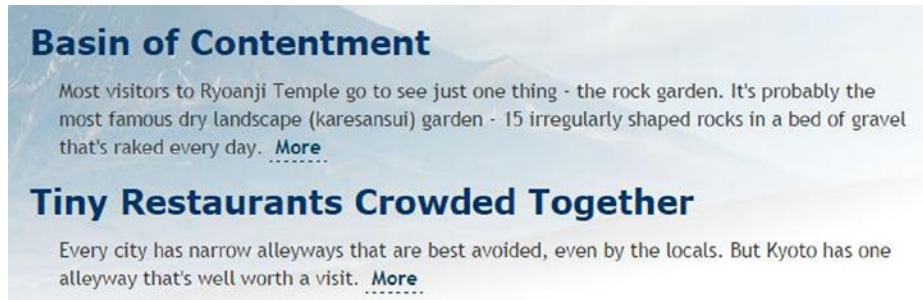 Basin of Contentment
Most visitors to Ryoanji Temple go to see just one thing - the rock garden. It's probably the
most famous dry landscape (karesansui) garden - 15 irregularly shaped rocks in a bed of gravel
that's raked every day. More
Tiny Restaurants Crowded Together
Every city has narrow alleyways that are best avoided, even by the locals. But Kyoto has one
alleyway that's well worth a visit. More